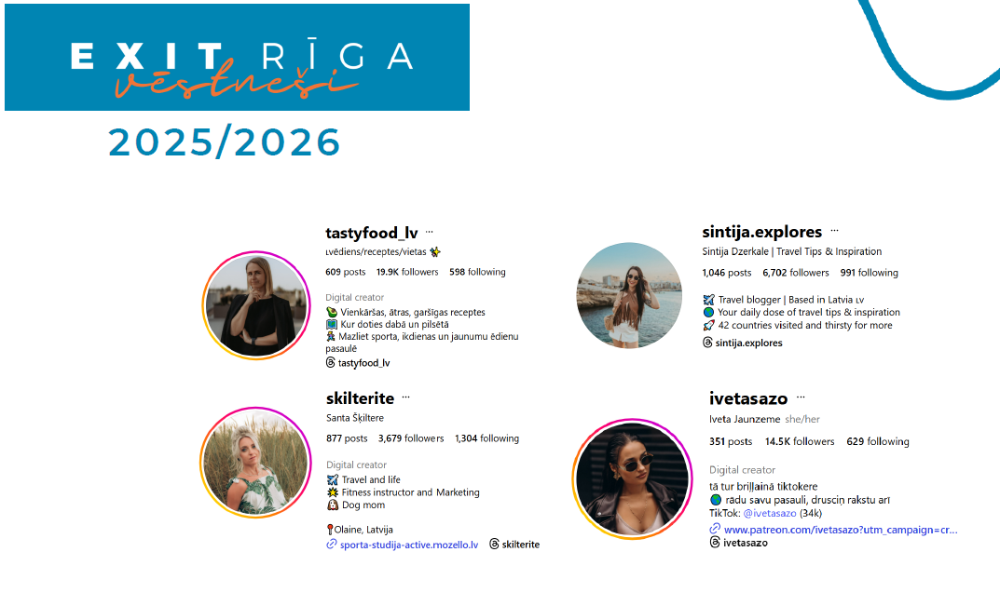 EXIT RĪGA
vēstneši
2025/2026
tastyfood_lv ...
LVēdiens/receptes/vietas ✨
609 posts 19.9K followers 598 following
Digital creator
🥑 Vienkāršas, ātras, garšīgas receptes
🗺️ Kur doties dabā un pilsētā
🏃‍♀️ Mazliet sporta, ikdienas un jaunumu ēdienu
pasaulē
tastyfood_lv
sintija.explores ...
Sintija Dzerkale | Travel Tips & Inspiration
1,046 posts 6,702 followers 991 following
✈️ Travel blogger | Based in Latvia LV
🌍 Your daily dose of travel tips & inspiration
🚀 42 countries visited and thirsty for more
sintija.explores
skilterite ...
Santa Šķiltere
877 posts 3,679 followers 1,304 following
Digital creator
✈️ Travel and life
💥 Fitness instructor and Marketing
🐶 Dog mom
📍Olaine, Latvija
sporta-studija-active.mozello.lv skilterite
ivetasazo ...
Iveta Jaunzeme she/her
351 posts 14.5K followers 629 following
Digital creator
tā tur briļļainā tiktokere
🌍 rādu savu pasauli, drusciņ rakstu arī
TikTok: @ivetasazo (34k)
www.patreon.com/ivetasazo?utm_campaign=cr...
ivetasazo